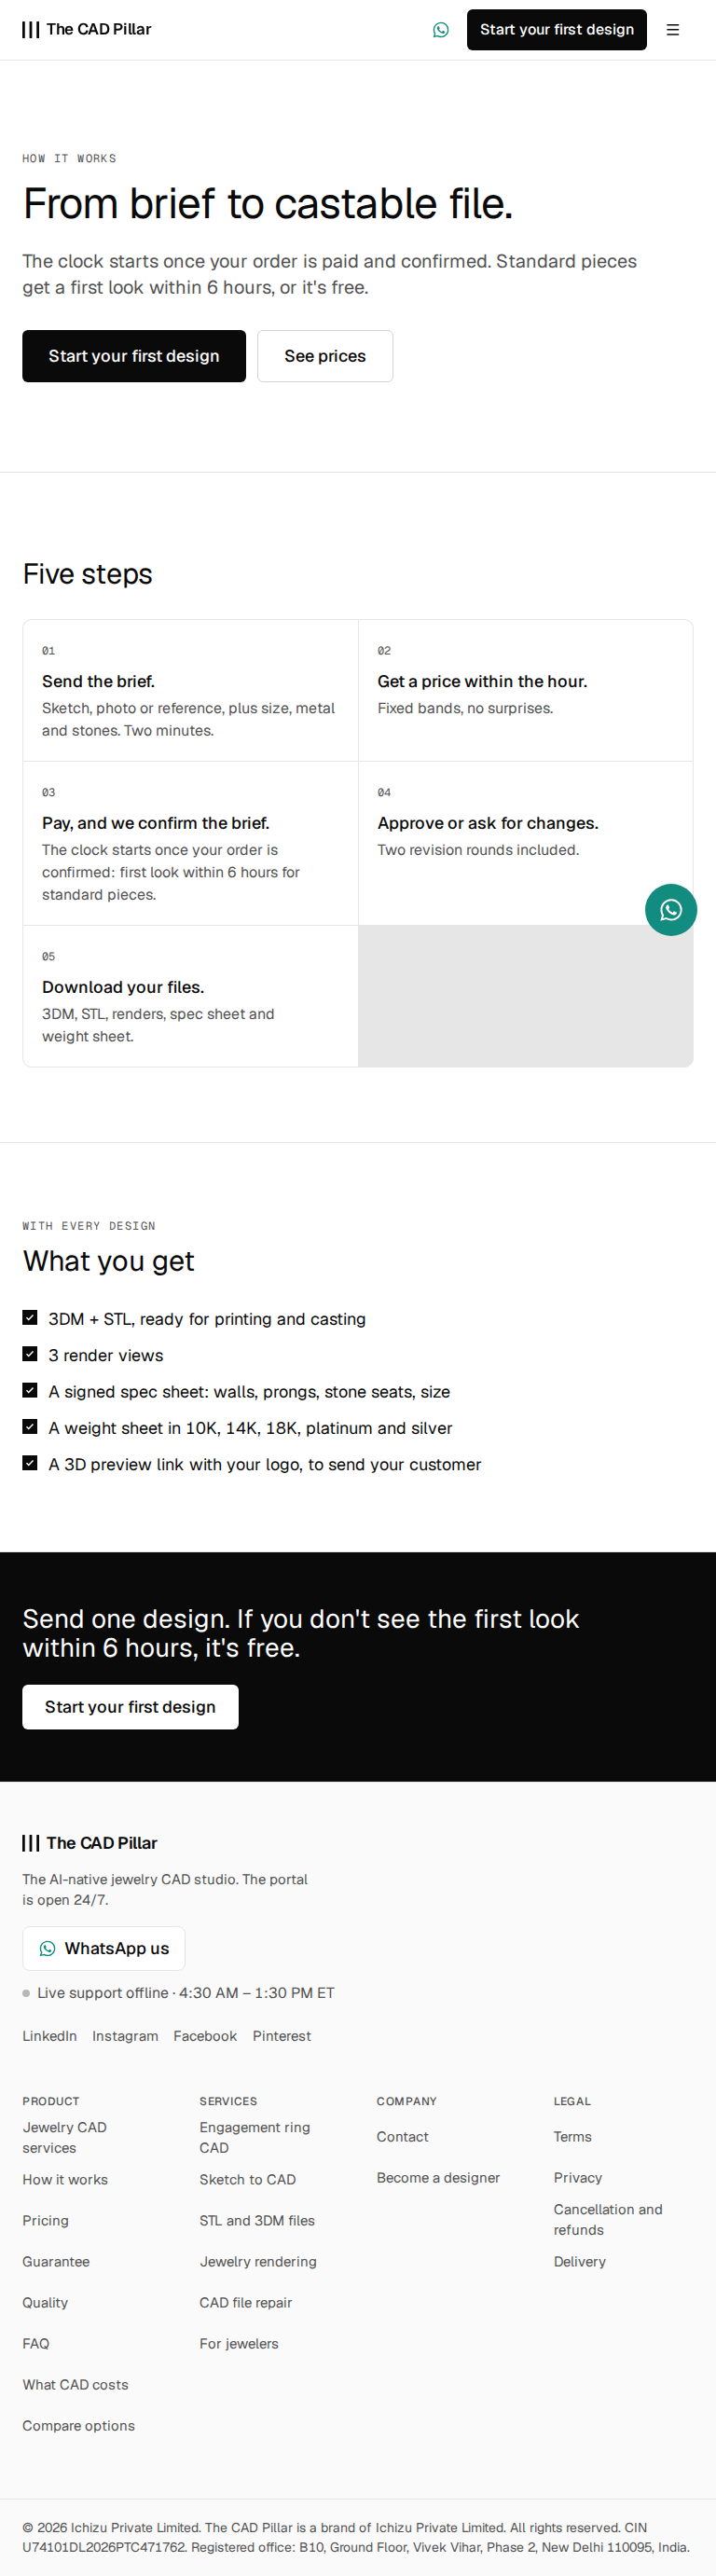 The CAD Pillar
Start your first design
HOW IT WORKS
From brief to castable file.
The clock starts once your order is paid and confirmed. Standard pieces
get a first look within 6 hours, or it's free.
Start your first design
See prices
Five steps
01
Send the brief.
Sketch, photo or reference, plus size, metal
and stones. Two minutes.
02
Get a price within the hour.
Fixed bands, no surprises.
03
Pay, and we confirm the brief.
The clock starts once your order is
confirmed: first look within 6 hours for
standard pieces.
04
Approve or ask for changes.
Two revision rounds included.
05
Download your files.
3DM, STL, renders, spec sheet and
weight sheet.
WITH EVERY DESIGN
What you get
3DM + STL, ready for printing and casting
3 render views
A signed spec sheet: walls, prongs, stone seats, size
A weight sheet in 10K, 14K, 18K, platinum and silver
A 3D preview link with your logo, to send your customer
Send one design. If you don't see the first look
within 6 hours, it's free.
Start your first design
The CAD Pillar
The AI-native jewelry CAD studio. The portal
is open 24/7.
WhatsApp us
Live support offline · 4:30 AM – 1:30 PM ET
LinkedIn Instagram Facebook Pinterest
PRODUCT
Jewelry CAD
services
How it works
Pricing
Guarantee
Quality
FAQ
What CAD costs
Compare options
SERVICES
Engagement ring
CAD
Sketch to CAD
STL and 3DM files
Jewelry rendering
CAD file repair
For jewelers
COMPANY
Contact
Become a designer
LEGAL
Terms
Privacy
Cancellation and
refunds
Delivery
© 2026 Ichizu Private Limited. The CAD Pillar is a brand of Ichizu Private Limited. All rights reserved. CIN
U74101DL2026PTC471762. Registered office: B10, Ground Floor, Vivek Vihar, Phase 2, New Delhi 110095, India.